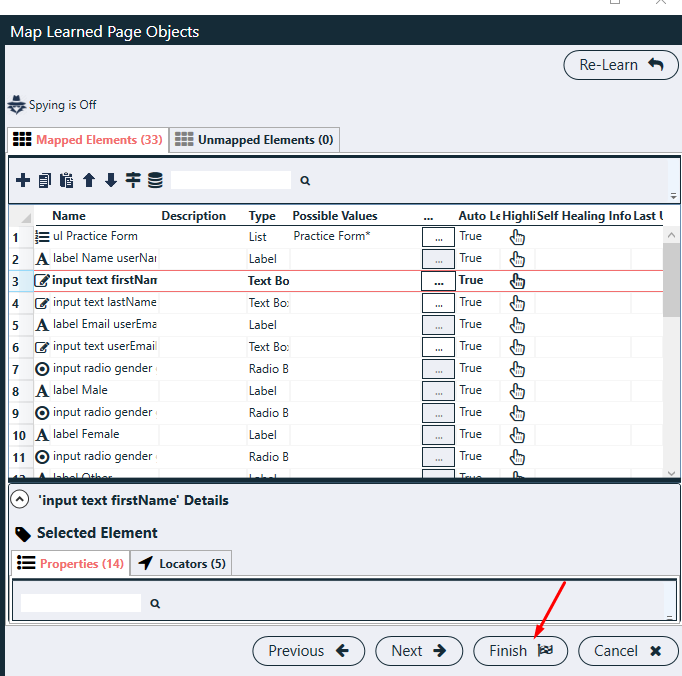 Map Learned Page Objects
Re-Learn
Spying is Off
Mapped Elements (33) Unmapped Elements (0)
Name Description Type Possible Values ... Auto Le Highli Self Healing Info Last U
1 ul Practice Form List Practice Form* ... True
2 label Name userNar Label ... True
3 input text firstNam Text Bo ... True
4 input text lastName Text Bo: ... True
5 label Email userEma Label ... True
6 input text userEmail Text Bo: ... True
7 input radio gender Radio B ... True
8 label Male Label ... True
9 input radio gender Radio B ... True
10 label Female Label ... True
11 input radio gender Radio B ... True
12 label Other Label ... True
'input text firstName' Details
Selected Element
Properties (14) Locators (5)
Previous Next Finish Cancel